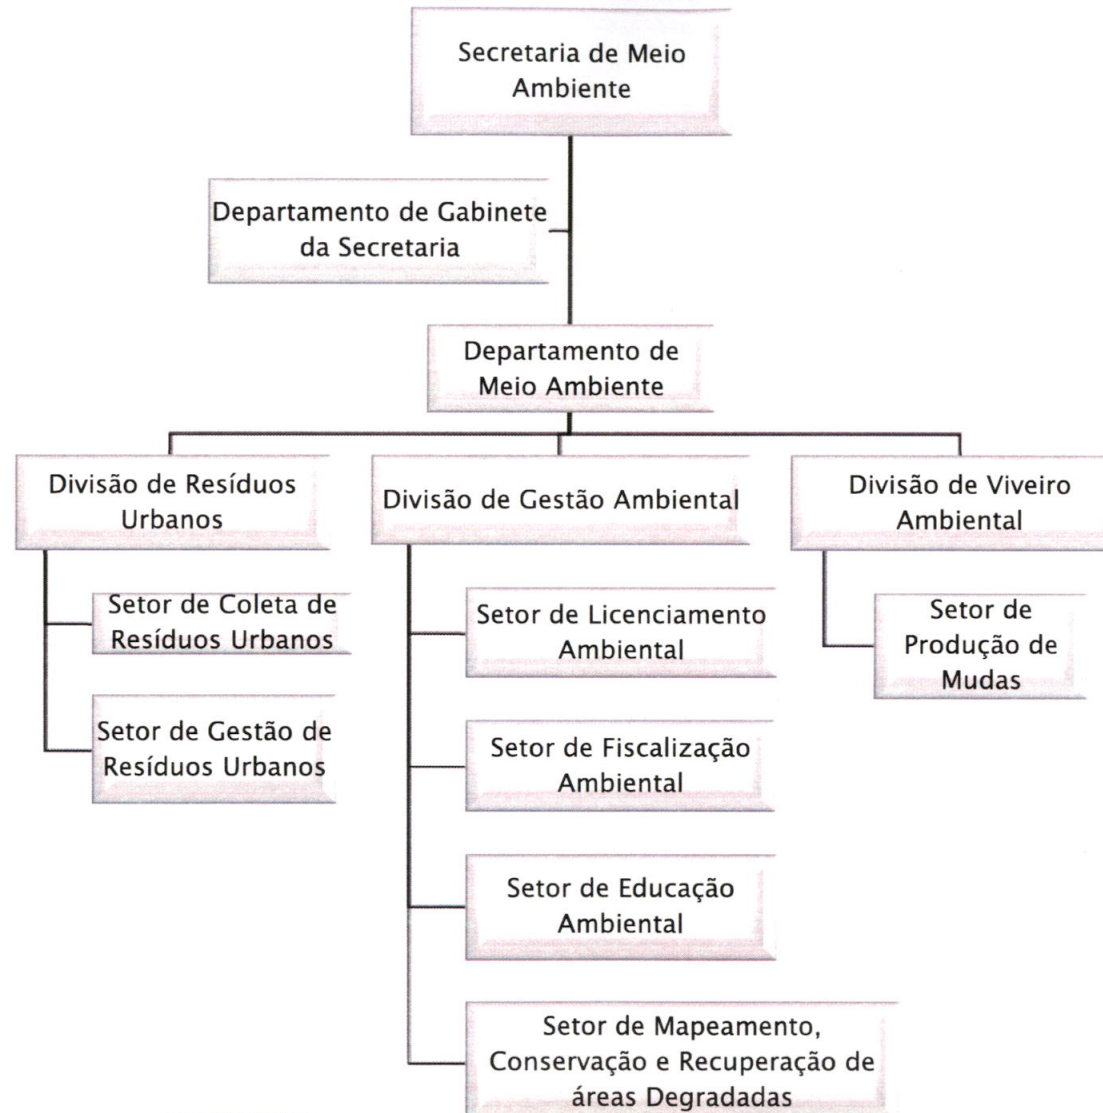 Secretaria de Meio
Ambiente
Departamento de Gabinete
da Secretaria
Departamento de
Meio Ambiente
Divisão de Resíduos
Urbanos
Setor de Coleta de
Resíduos Urbanos
Setor de Gestão de
Resíduos Urbanos
Divisão de Gestão Ambiental
Setor de Licenciamento
Ambiental
Setor de Fiscalização
Ambiental
Setor de Educação
Ambiental
Setor de Mapeamento,
Conservação e Recuperação de
áreas Degradadas
Divisão de Viveiro
Ambiental
Setor de
Produção de
Mudas